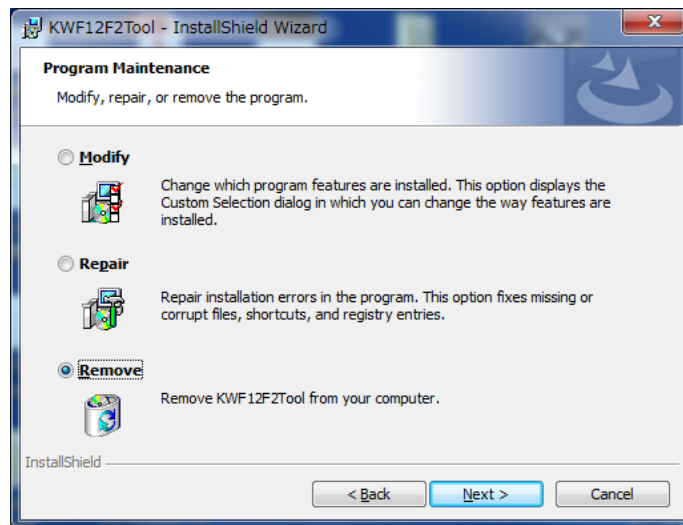 KWF12F2Tool - InstallShield Wizard
Program Maintenance
Modify, repair, or remove the program.
Modify
Change which program features are installed. This option displays the
Custom Selection dialog in which you can change the way features are
installed.
Repair
Repair installation errors in the program. This option fixes missing or
corrupt files, shortcuts, and registry entries.
Remove
Remove KWF12F2Tool from your computer.
InstallShield
< Back
Next >
Cancel